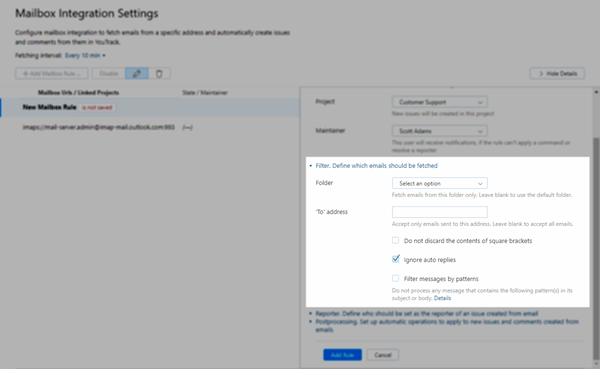 Mailbox Integration Settings
Configure mailbox integration to fetch emails from a specific address and automatically create issues
and comments from them in YouTrack.
Fetching interval: Every 10 min
+ Add Mailbox Rule ... Disable
Hide Details
Mailbox Urls / Linked Projects State / Maintainer
New Mailbox Rule is not saved
imaps://mail-server.admin@imap-mail.outlook.com:993
Project Customer Support
New issues will be created in this project
Maintainer Scott Adams
This user will receive notifications, if the rule can't apply a command or
resolve a reporter
Filter. Define which emails should be fetched
Folder Select an option
Fetch emails from this folder only. Leave blank to use the default folder.
'To' address
Accept only emails sent to this address. Leave blank to accept all emails.
Do not discard the contents of square brackets
Ignore auto replies
Filter messages by patterns
Do not process any message that contains the following pattern(s) in its
subject or body. Details
Reporter. Define who should be set as the reporter of an issue created from email
Postprocessing. Set up automatic operations to apply to new issues and comments created from
emails
Add Rule Cancel